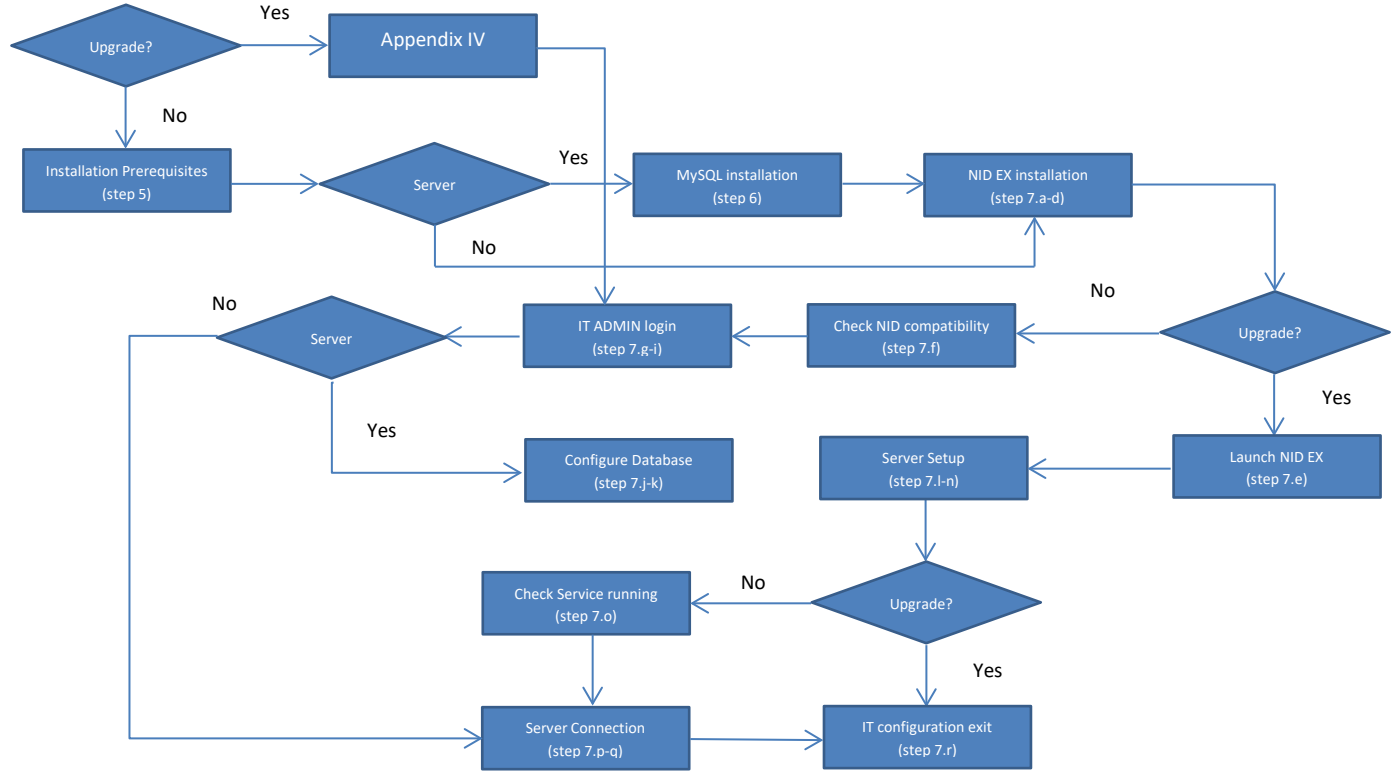 Yes
Upgrade?
Appendix IV
No
Installation Prerequisites
(step 5)
Server
Yes
MySQL installation
(step 6)
NID EX installation
(step 7.a-d)
No
No
Server
IT ADMIN login
(step 7.g-i)
Check NID compatibility
(step 7.f)
No
Upgrade?
Yes
Yes
Configure Database
(step 7.j-k)
Server Setup
(step 7.l-n)
Launch NID EX
(step 7.e)
Check Service running
(step 7.o)
No
Upgrade?
Yes
Server Connection
(step 7.p-q)
IT configuration exit
(step 7.r)